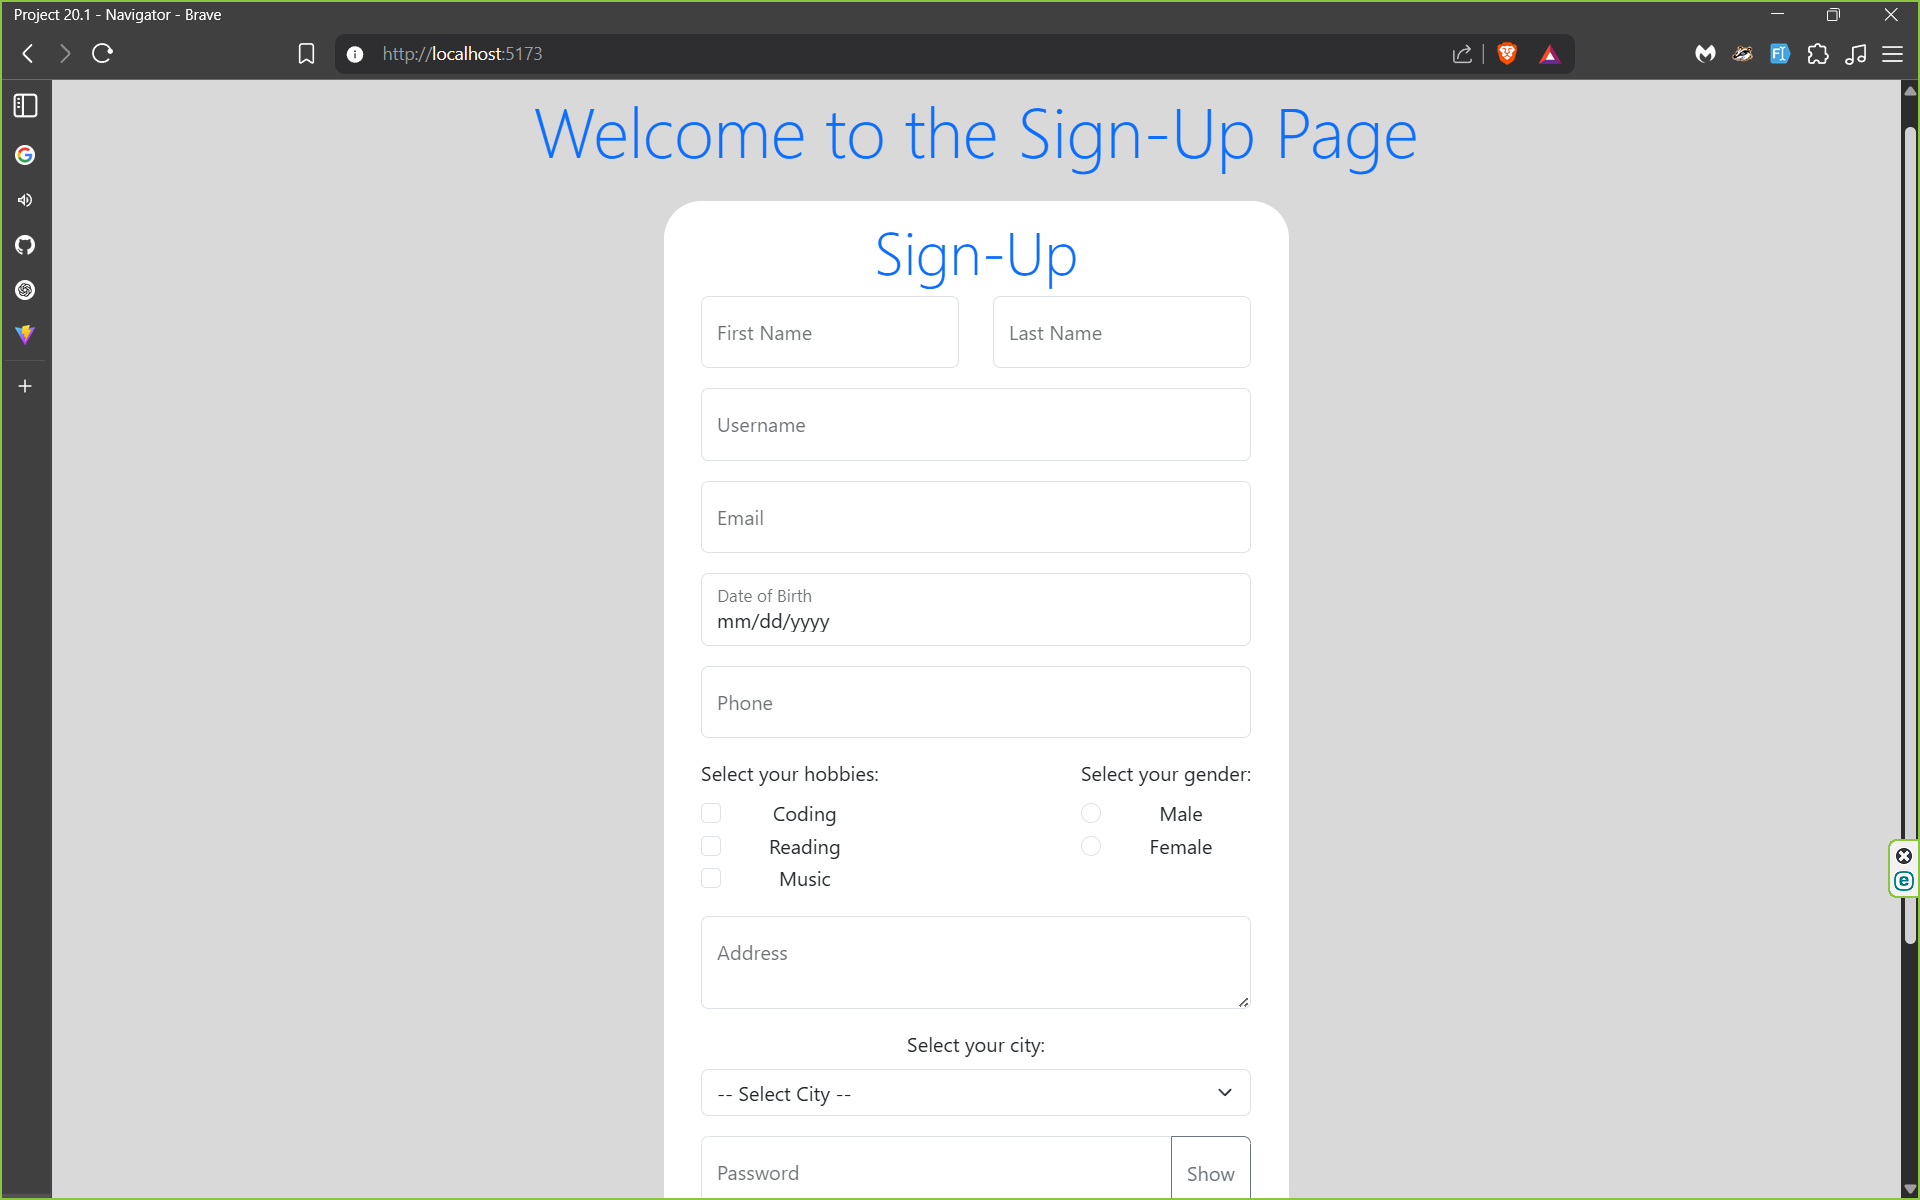 Project 20.1 - Navigator - Brave
http://localhost:5173
Welcome to the Sign-Up Page
Sign-Up
First Name
Last Name
Username
Email
Date of Birth
mm/dd/yyyy
Phone
Select your hobbies:
Coding
Reading
Music
Select your gender:
Male
Female
Address
Select your city:
-- Select City --
Password
Show